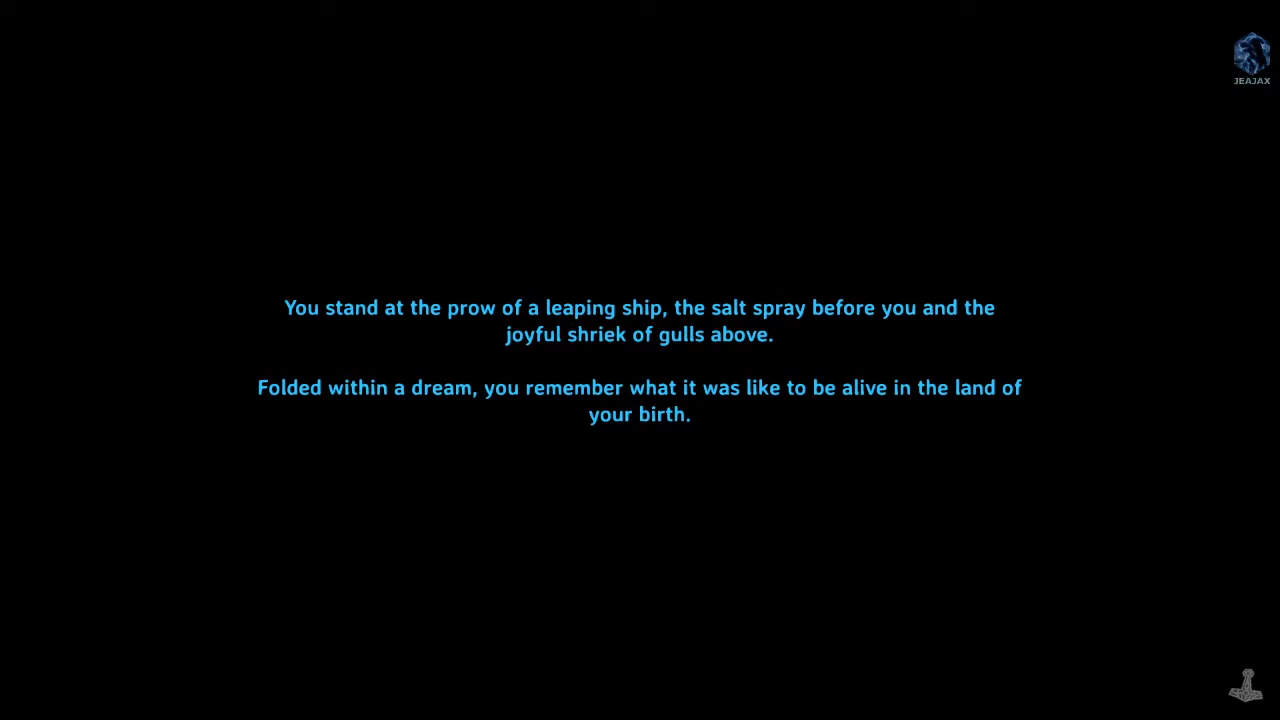 JEAJAX
You stand at the prow of a leaping ship, the salt spray before you and the
joyful shriek of gulls above.
Folded within a dream, you remember what it was like to be alive in the land of
your birth.